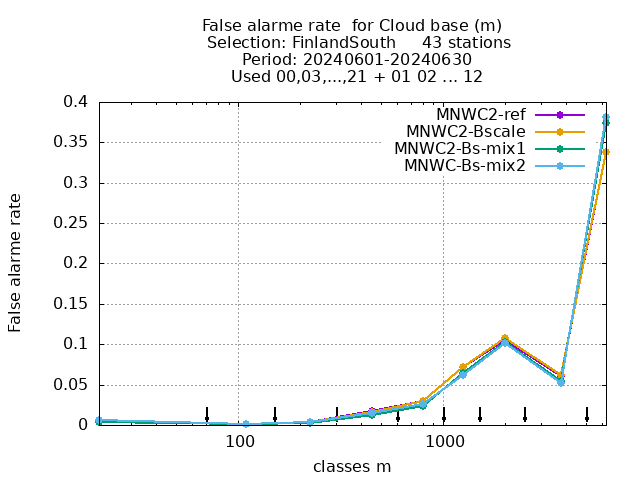 False alarme rate  for Cloud base (m)
Selection: FinlandSouth     43 stations
Period: 20240601-20240630
Used 00,03,...,21 + 01 02 ... 12
MNWC2-ref
MNWC2-Bscale
MNWC2-Bs-mix1
MNWC-Bs-mix2
0.4
0.35
0.3
0.25
0.2
0.15
0.1
0.05
0
False alarme rate
100
1000
classes m